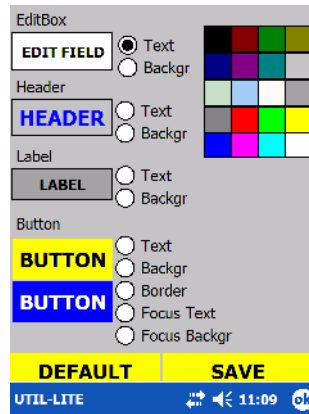 EditBox
EDIT FIELD
Text
Backgr
Header
HEADER
Text
Backgr
Label
LABEL
Text
Backgr
Button
BUTTON
BUTTON
Text
Backgr
Border
Focus Text
Focus Backgr
DEFAULT SAVE
UTIL-LITE 11:09 ok